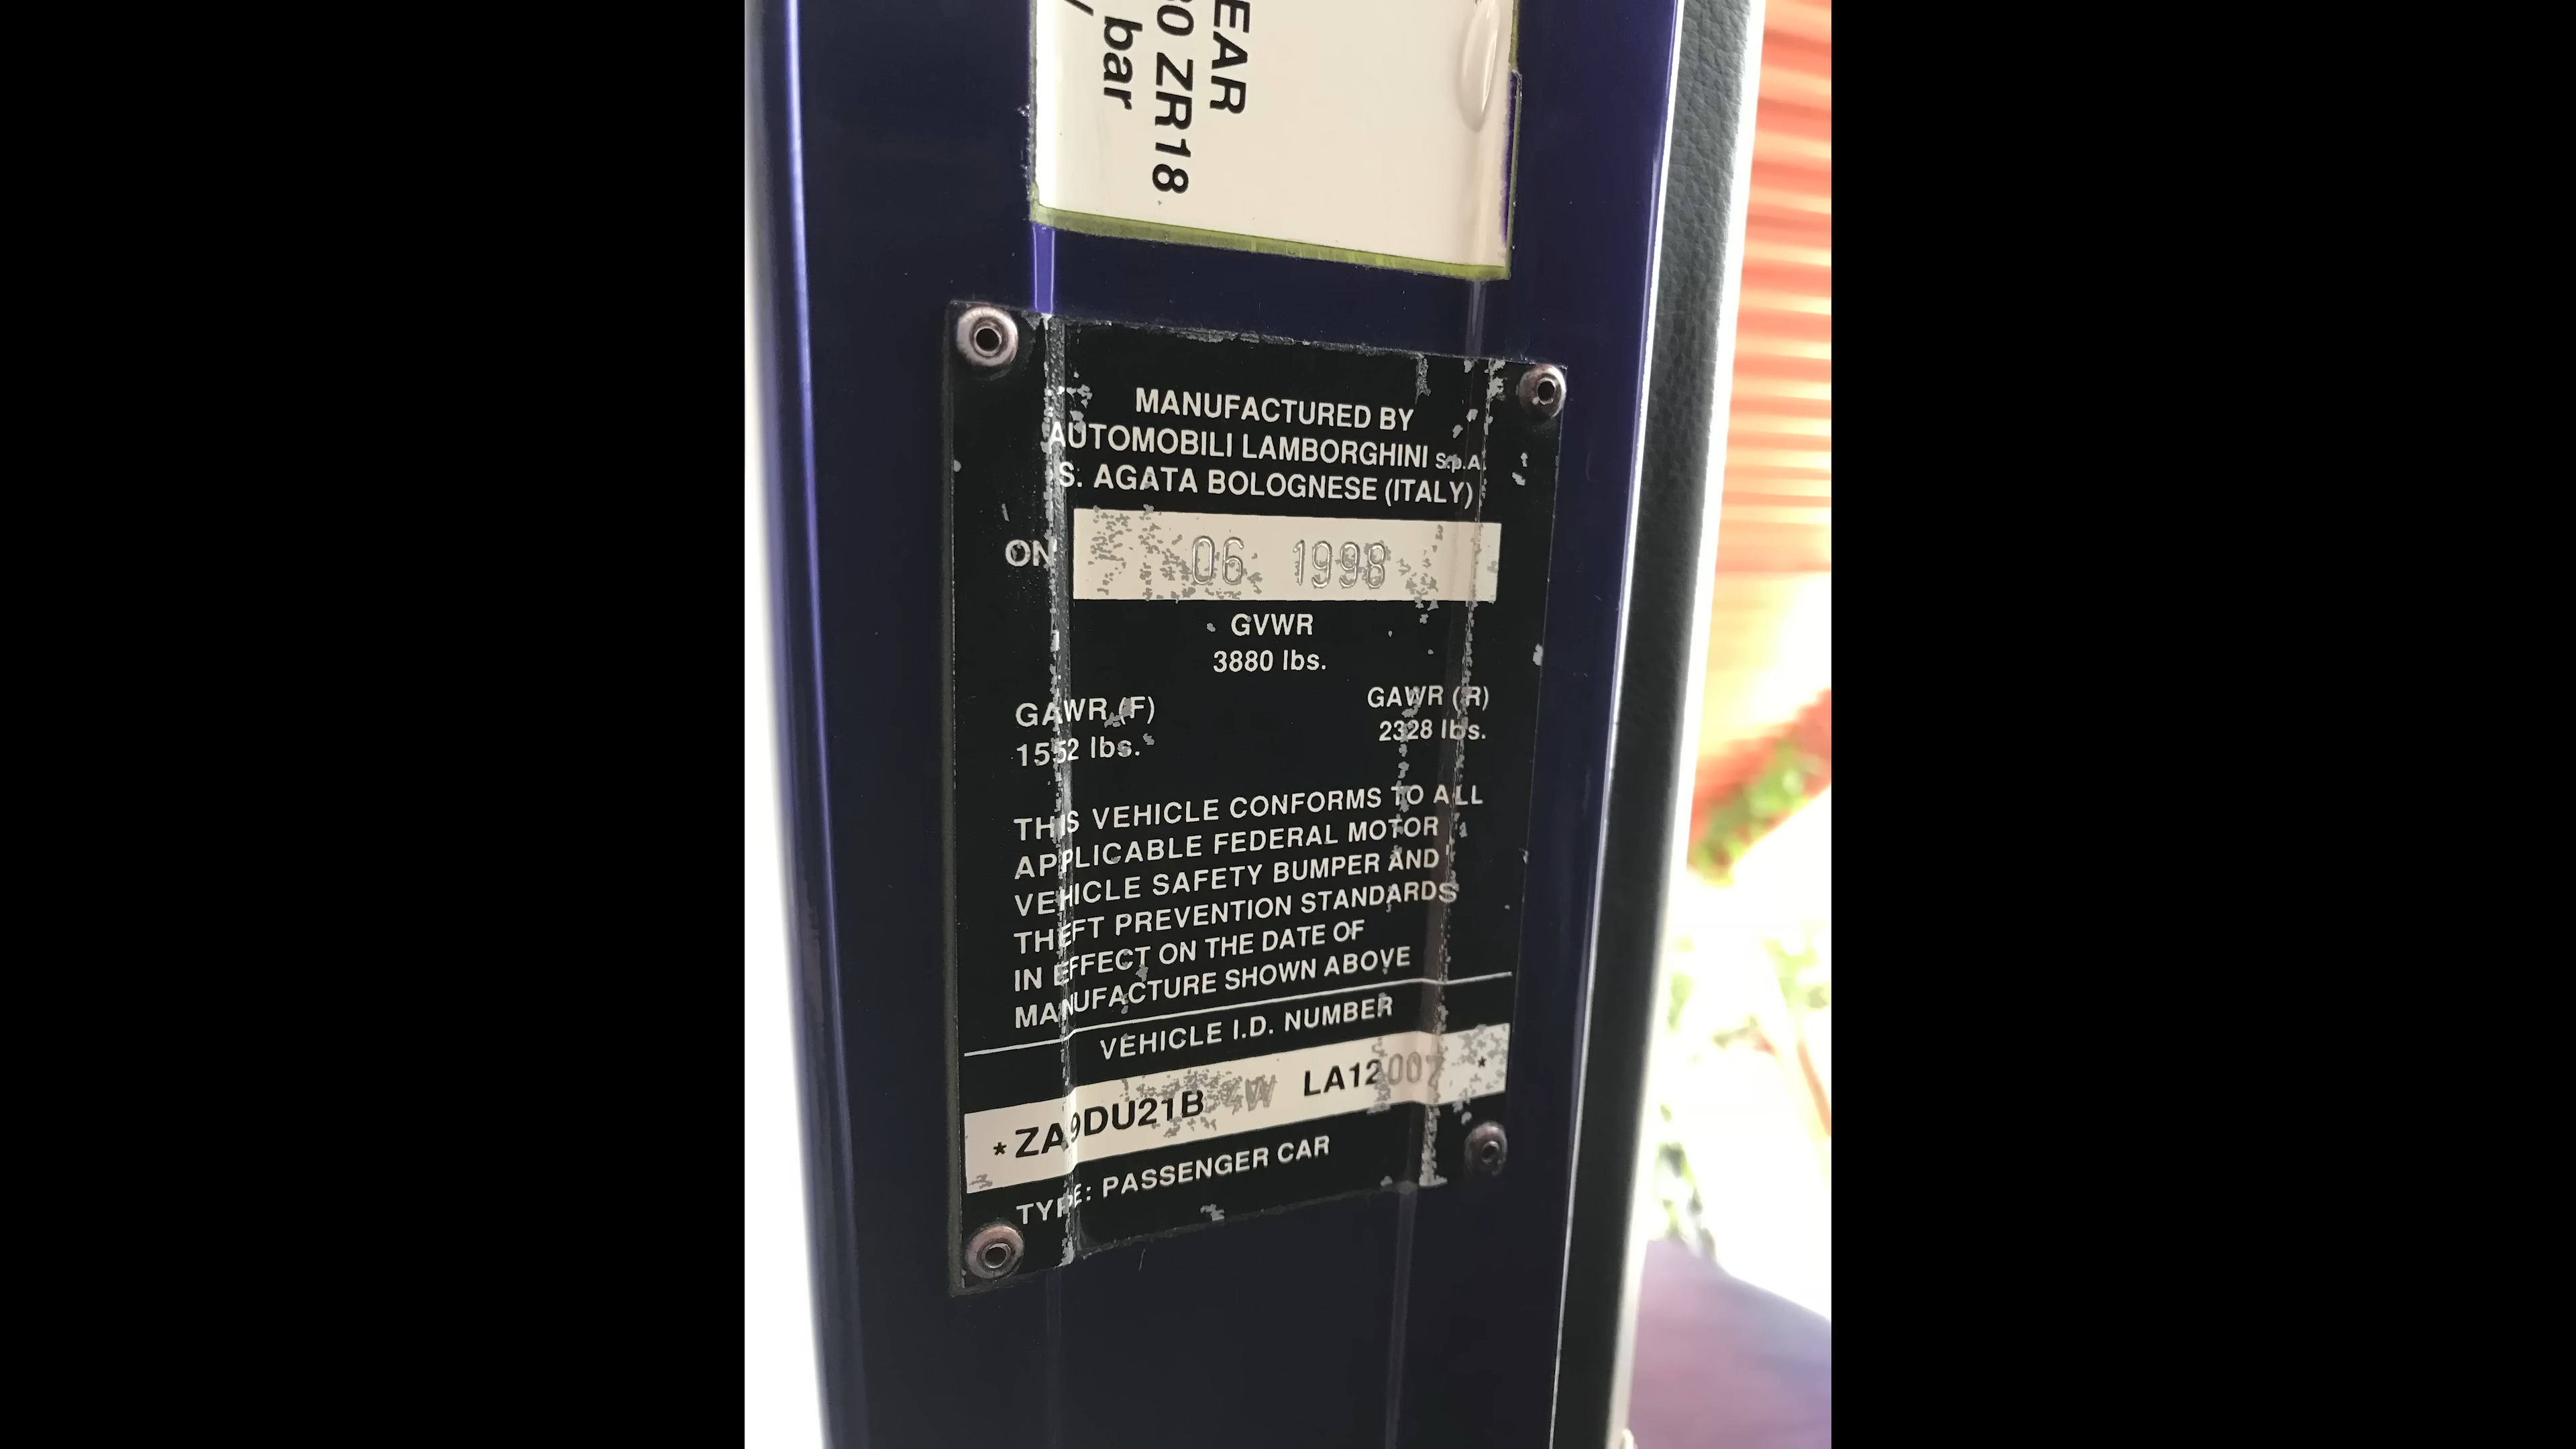 EAR
0 ZR18
bar
MANUFACTURED BY
AUTOMOBILI LAMBORGHINI S.p.A.
S. AGATA BOLOGNESE (ITALY)
ON 06 1998
GVWR
3880 lbs.
GAWR (F) GAWR (R)
1552 lbs. 2328 lbs.
THIS VEHICLE CONFORMS TO ALL
APPLICABLE FEDERAL MOTOR
VEHICLE SAFETY BUMPER AND
THEFT PREVENTION STANDARDS
IN EFFECT ON THE DATE OF
MANUFACTURE SHOWN ABOVE
VEHICLE I.D. NUMBER
TYPE: PASSENGER CAR